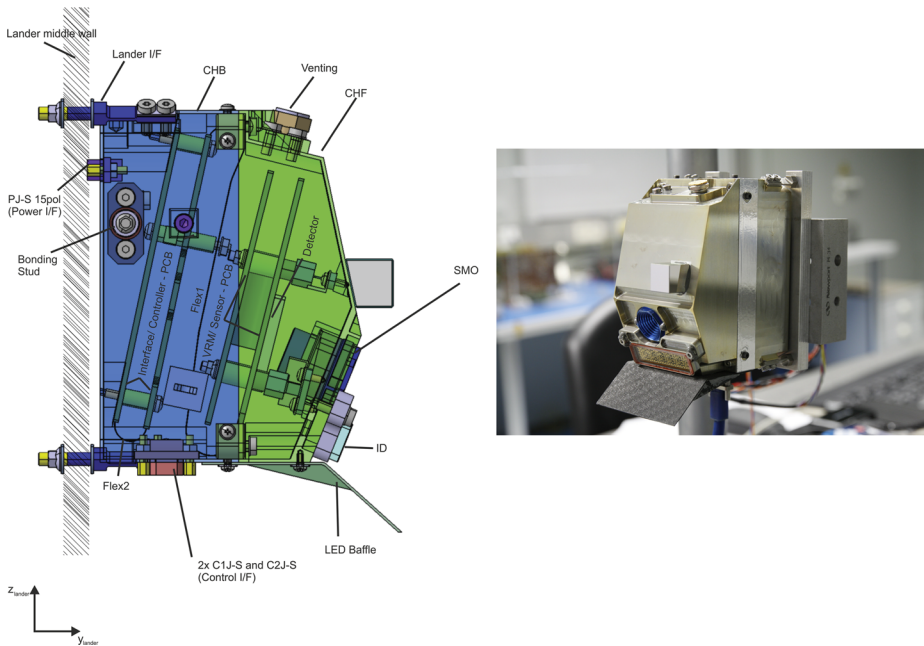 Lander middle wall
Lander I/F
CHB
Venting
CHF
PJ-S 15pol
(Power I/F)
Bonding
Stud
Interface/ Controller - PCB
Flex1
VRM/ Sensor - PCB
Detector
SMO
ID
Flex2
LED Baffle
2x C1J-S and C2J-S
(Control I/F)
z lander
y lander